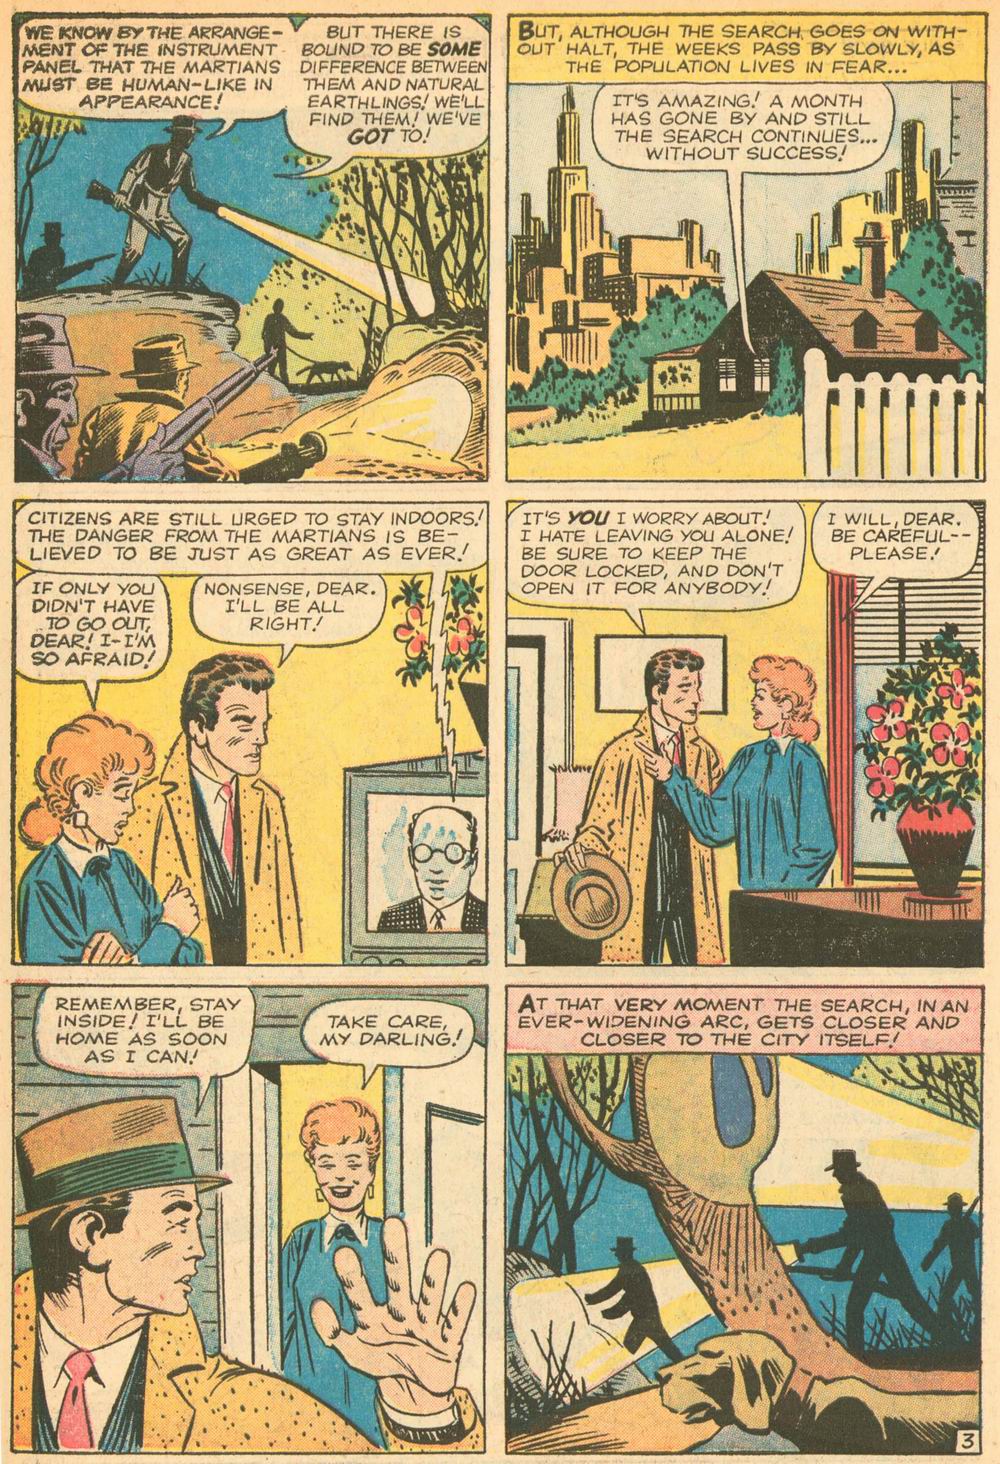 WE KNOW BY THE ARRANGE-
MENT OF THE INSTRUMENT
PANEL THAT THE MARTIANS
MUST BE HUMAN-LIKE IN
APPEARANCE!
BUT THERE IS
BOUND TO BE SOME
DIFFERENCE BETWEEN
THEM AND NATURAL
EARTHLINGS! WE'LL
FIND THEM! WE'VE
GOT TO!
BUT, ALTHOUGH THE SEARCH GOES ON WITH-
OUT HALT, THE WEEKS PASS BY SLOWLY, AS
THE POPULATION LIVES IN FEAR...
IT'S AMAZING! A MONTH
HAS GONE BY AND STILL
THE SEARCH CONTINUES...
WITHOUT SUCCESS!
CITIZENS ARE STILL URGED TO STAY INDOORS!
THE DANGER FROM THE MARTIANS IS BE-
LIEVED TO BE JUST AS GREAT AS EVER!
IF ONLY YOU
DIDN'T HAVE
TO GO OUT,
DEAR! I-I'M
SO AFRAID!
NONSENSE, DEAR.
I'LL BE ALL
RIGHT!
IT'S YOU I WORRY ABOUT!
I HATE LEAVING YOU ALONE!
BE SURE TO KEEP THE
DOOR LOCKED, AND DON'T
OPEN IT FOR ANYBODY!
I WILL, DEAR.
BE CAREFUL--
PLEASE!
REMEMBER, STAY
INSIDE! I'LL BE
HOME AS SOON
AS I CAN!
TAKE CARE,
MY DARLING!
AT THAT VERY MOMENT THE SEARCH, IN AN
EVER-WIDENING ARC, GETS CLOSER AND
CLOSER TO THE CITY ITSELF!
3